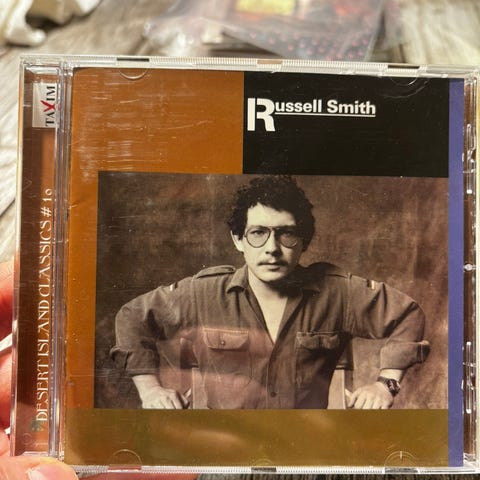 Russell Smith
TAXIM
DESERT ISLAND CLASSICS # 10